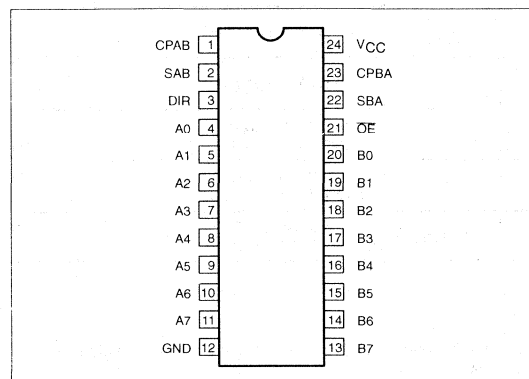 CPAB 1 24 VCC
SAB 2 23 CPBA
DIR 3 22 SBA
A0 4 21 OE
A1 5 20 B0
A2 6 19 B1
A3 7 18 B2
A4 8 17 B3
A5 9 16 B4
A6 10 15 B5
A7 11 14 B6
GND 12 13 B7